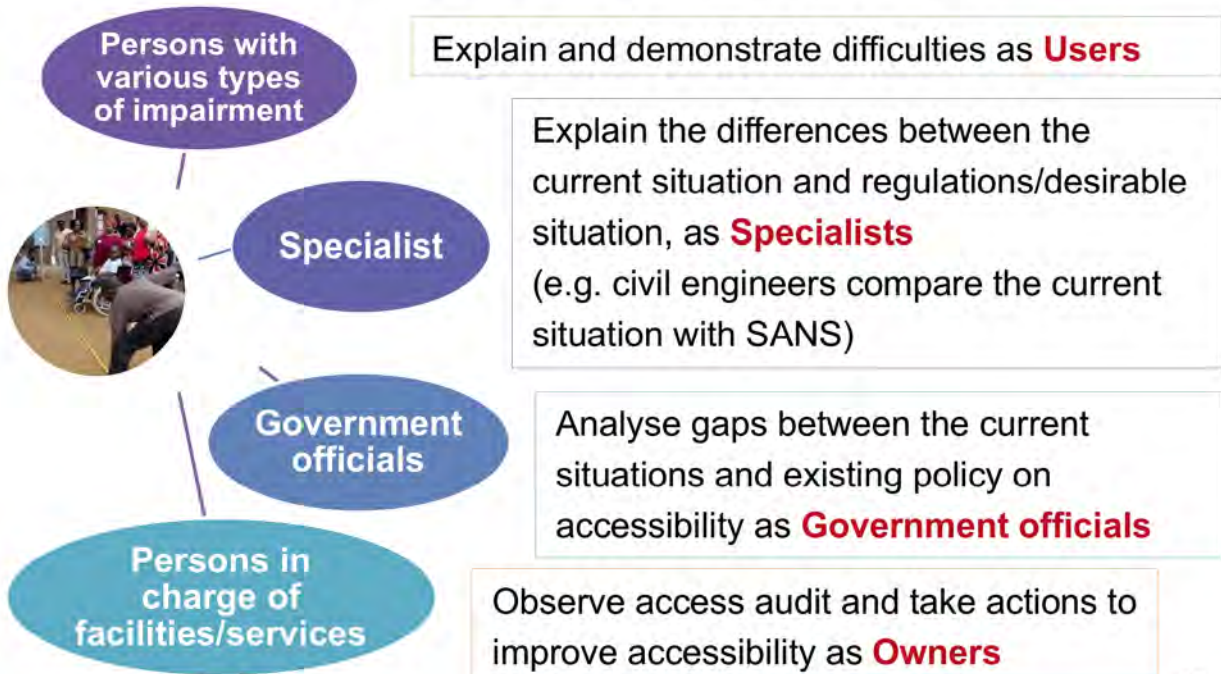 Persons with
various types
of impairment
Explain and demonstrate difficulties as Users
Specialist
Explain the differences between the
current situation and regulations/desirable
situation, as Specialists
(e.g. civil engineers compare the current
situation with SANS)
Government
officials
Analyse gaps between the current
situations and existing policy on
accessibility as Government officials
Persons in
charge of
facilities/services
Observe access audit and take actions to
improve accessibility as Owners